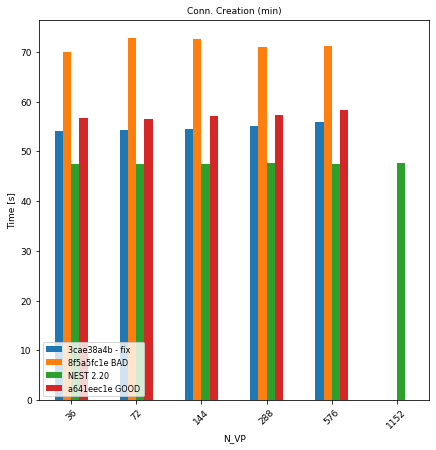 Conn. Creation (min)
Time [s]
70
60
50
40
30
20
10
0
3cae38a4b - fix
8f5a5fc1e BAD
NEST 2.20
a641eec1e GOOD
36
72
144
288
576
1152
N_VP